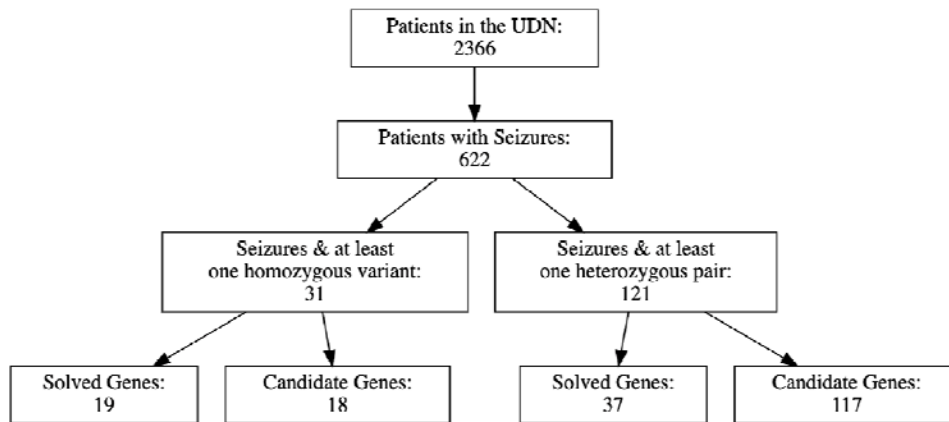 Patients in the UDN:
2366
Patients with Seizures:
622
Seizures & at least
one homozygous variant:
31
Seizures & at least
one heterozygous pair:
121
Solved Genes:
19
Candidate Genes:
18
Solved Genes:
37
Candidate Genes:
117